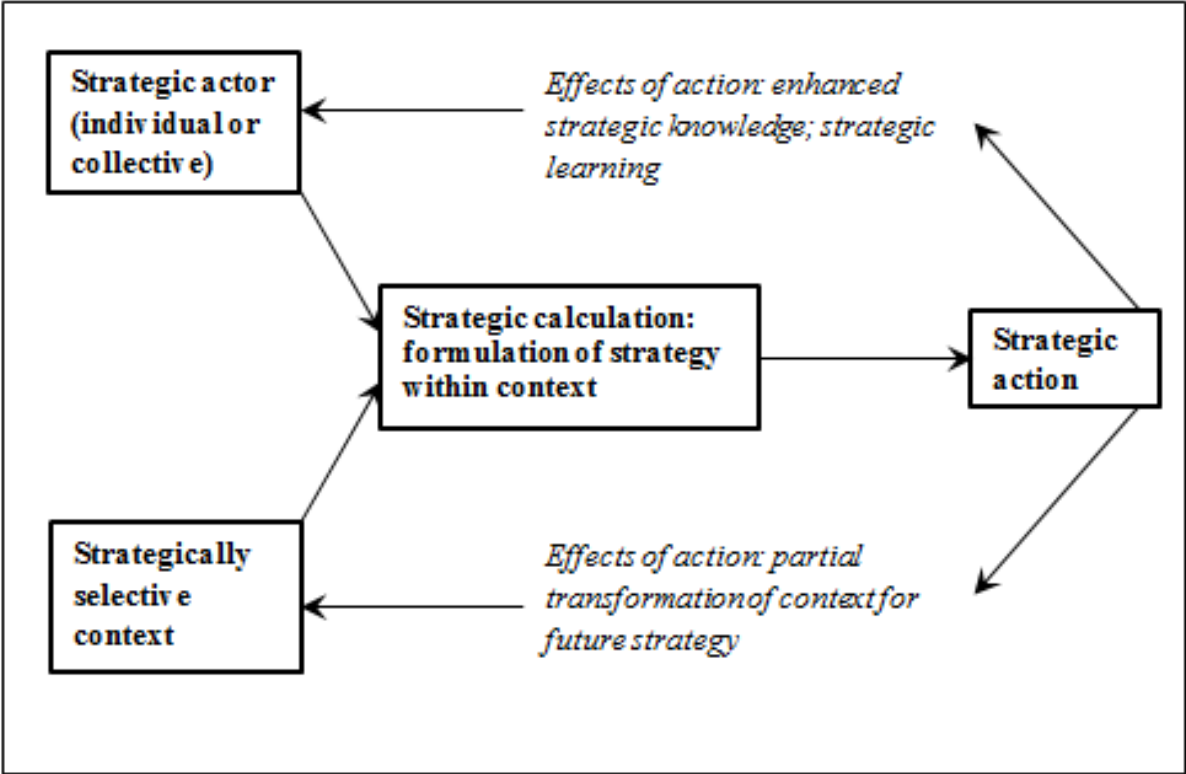 Strategic actor
(individual or
collective)
Effects of action: enhanced
strategic knowledge; strategic
learning
Strategic calculation:
formulation of strategy
within context
Strategic
action
Strategically
selective
context
Effects of action: partial
transformation of context for
future strategy